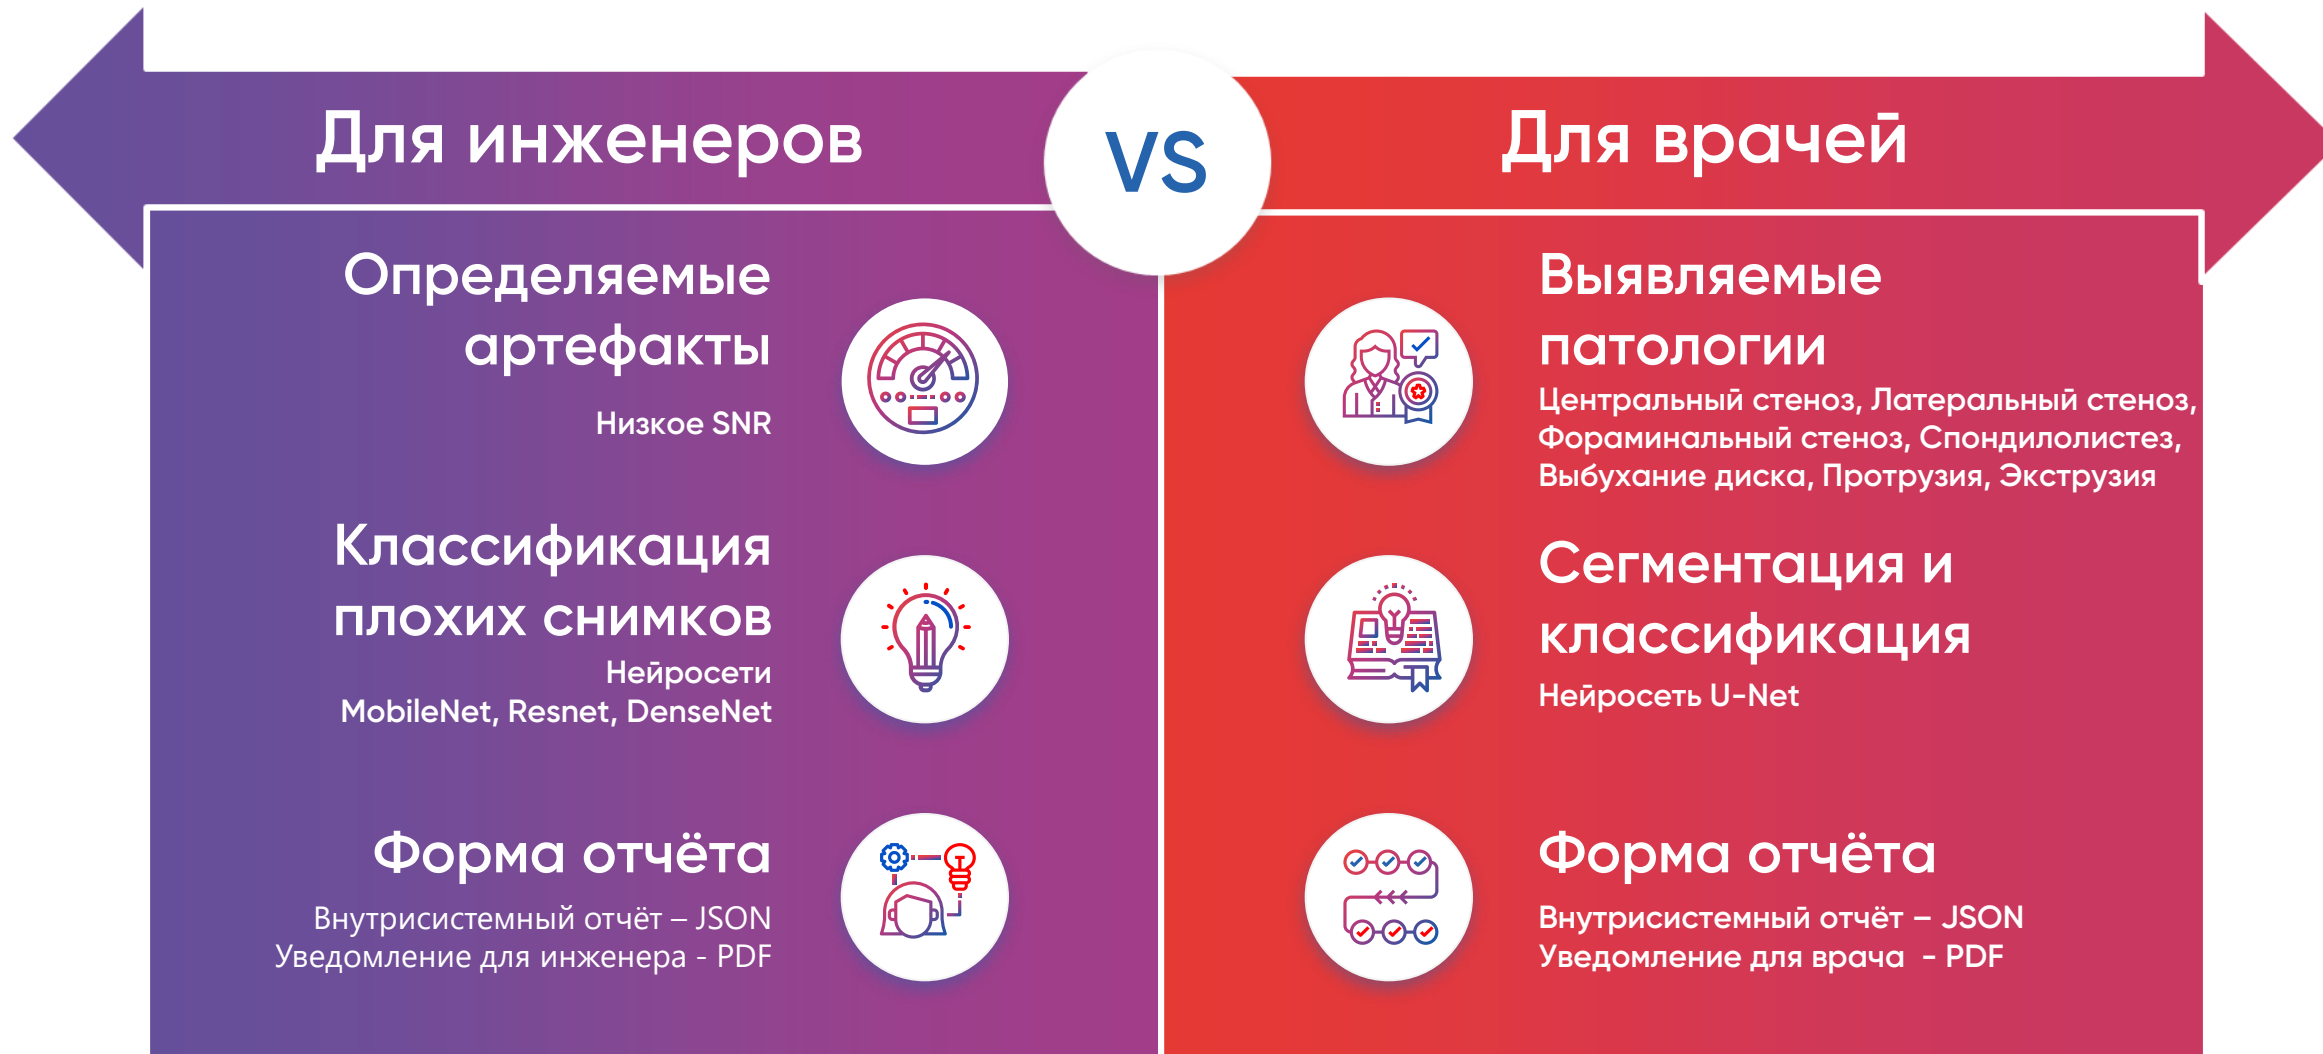 Для инженеров
VS
Для врачей
Определяемые
артефакты
Низкое SNR
Классификация
плохих снимков
Нейросети
MobileNet, Resnet, DenseNet
Форма отчёта
Внутрисистемный отчёт – JSON
Уведомление для инженера - PDF
Выявляемые
патологии
Центральный стеноз, Латеральный стеноз,
Фораминальный стеноз, Спондилолистез,
Выбухание диска, Протрузия, Экструзия
Сегментация и
классификация
Нейросеть U-Net
Форма отчёта
Внутрисистемный отчёт – JSON
Уведомление для врача - PDF